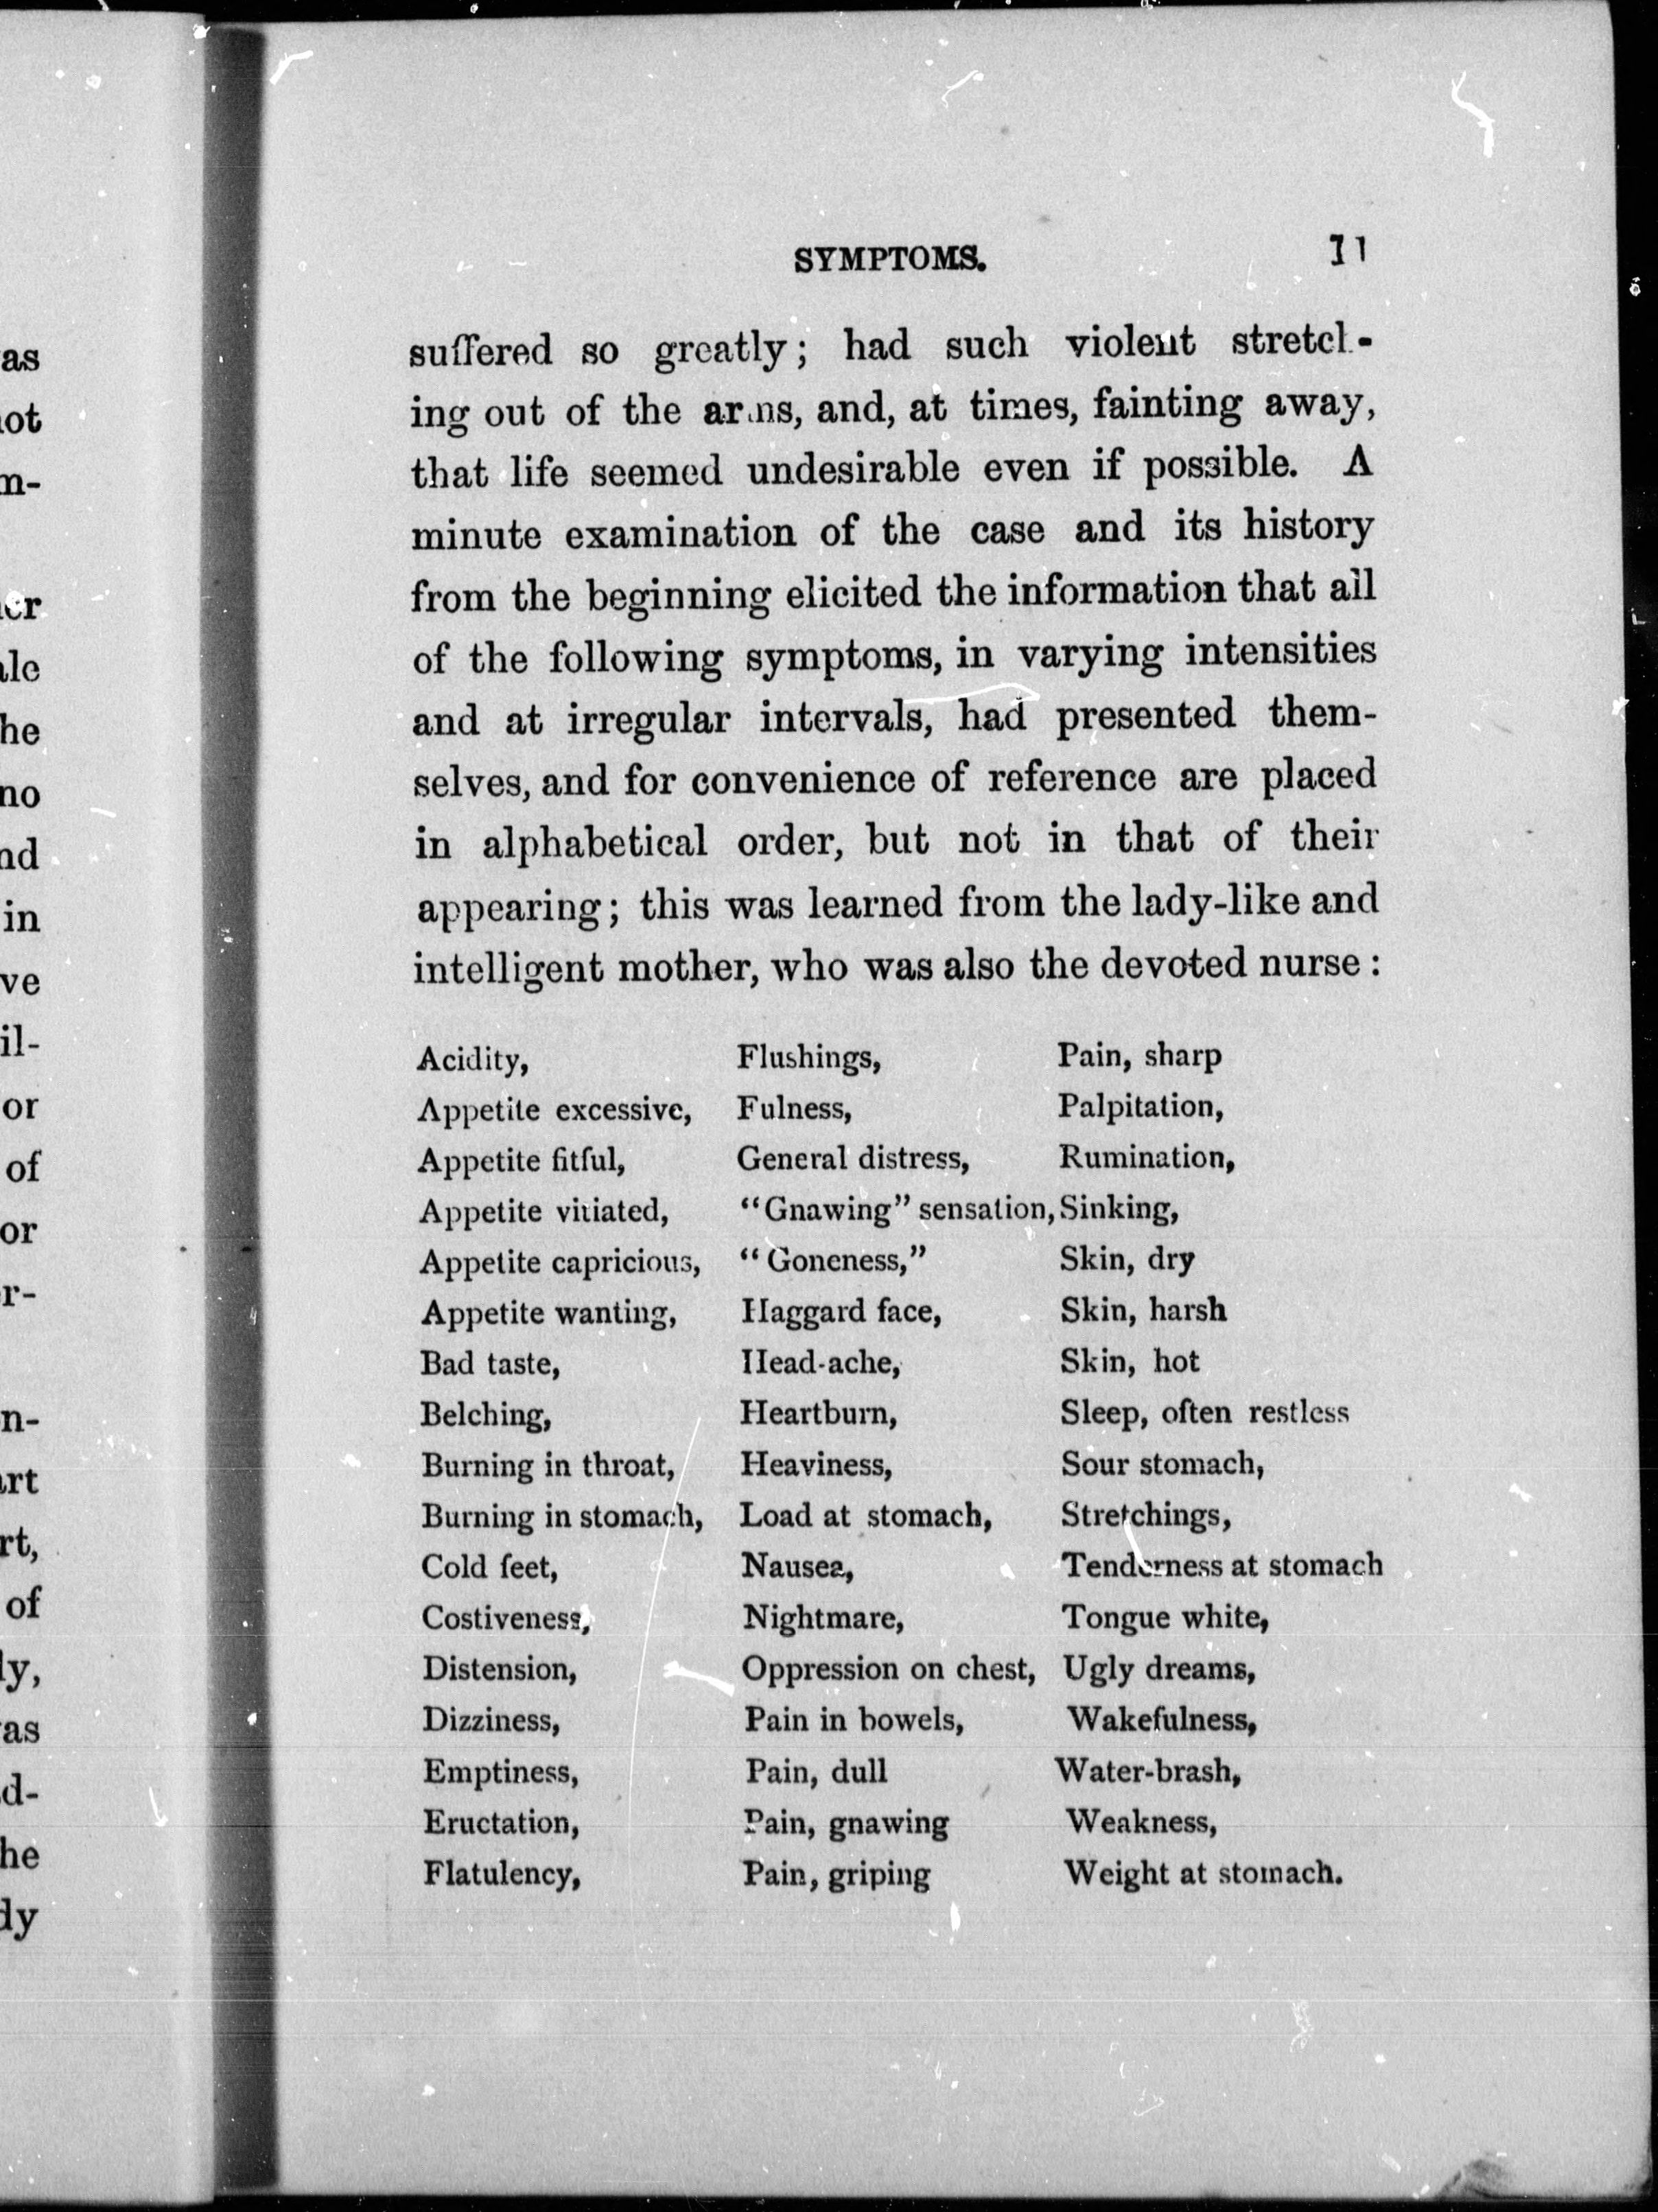 SYMPTOMS. 11
suffered so greatly; had such violent stretch-
ing out of the arms, and, at times, fainting away,
that life seemed undesirable even if possible. A
minute examination of the case and its history
from the beginning elicited the information that all
of the following symptoms, in varying intensities
and at irregular intervals, had presented them-
selves, and for convenience of reference are placed
in alphabetical order, but not in that of their
appearing; this was learned from the lady-like and
intelligent mother, who was also the devoted nurse:
Acidity,
Appetite excessive,
Appetite fitful,
Appetite vitiated,
Appetite capricious,
Appetite wanting,
Bad taste,
Belching,
Burning in throat,
Burning in stomach,
Cold feet,
Costiveness,
Distension,
Dizziness,
Emptiness,
Eructation,
Flatulency,
Flushings,
Fulness,
General distress,
"Gnawing" sensation,
"Goneness,"
Haggard face,
Head-ache,
Heartburn,
Heaviness,
Load at stomach,
Nausea,
Nightmare,
Oppression on chest,
Pain in bowels,
Pain, dull
Pain, gnawing
Pain, griping
Pain, sharp
Palpitation,
Rumination,
Sinking,
Skin, dry
Skin, harsh
Skin, hot
Sleep, often restless
Sour stomach,
Stretchings,
Tenderness at stomach
Tongue white,
Ugly dreams,
Wakefulness,
Water-brash,
Weakness,
Weight at stomach.